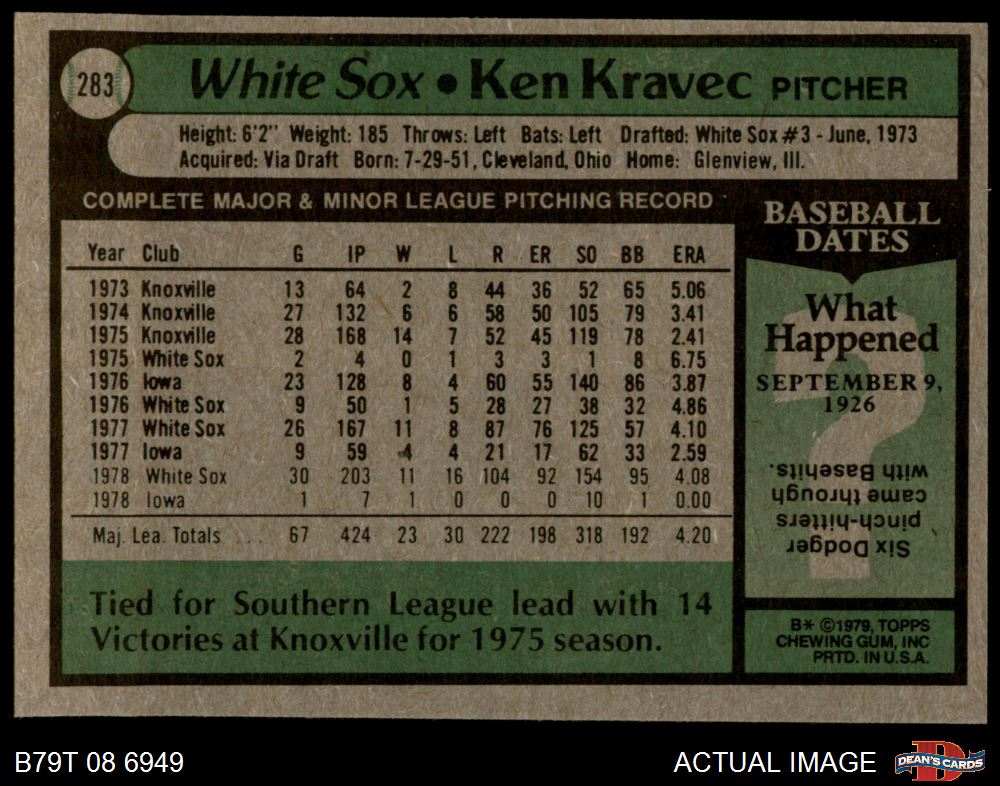 283
White Sox • Ken Kravec PITCHER
Height: 6'2" Weight: 185 Throws: Left Bats: Left Drafted: White Sox #3 - June, 1973
Acquired: Via Draft Born: 7-29-51, Cleveland, Ohio Home: Glenview, Ill.
COMPLETE MAJOR & MINOR LEAGUE PITCHING RECORD
Year Club G IP W L R ER SO BB ERA
1973 Knoxville 13 64 2 8 44 36 52 65 5.06
1974 Knoxville 27 132 6 6 58 50 105 79 3.41
1975 Knoxville 28 168 14 7 52 45 119 78 2.41
1975 White Sox 2 4 0 1 3 3 1 8 6.75
1976 Iowa 23 128 8 4 60 55 140 86 3.87
1976 White Sox 9 50 1 5 28 27 38 32 4.86
1977 White Sox 26 167 11 8 87 76 125 57 4.10
1977 Iowa 9 59 4 4 21 17 62 33 2.59
1978 White Sox 30 203 11 16 104 92 154 95 4.08
1978 Iowa 1 7 1 0 0 0 10 1 0.00
Maj. Lea. Totals ... 67 424 23 30 222 198 318 192 4.20
Tied for Southern League lead with 14
Victories at Knoxville for 1975 season.
BASEBALL
DATES
What
Happened
SEPTEMBER 9,
1926
?
Six Dodger
pinch-hitters
came through
with Basehits.
B* ©1979, TOPPS
CHEWING GUM, INC
PRTD. IN U.S.A.
B79T 08 6949
ACTUAL IMAGE
D
DEAN'S CARDS